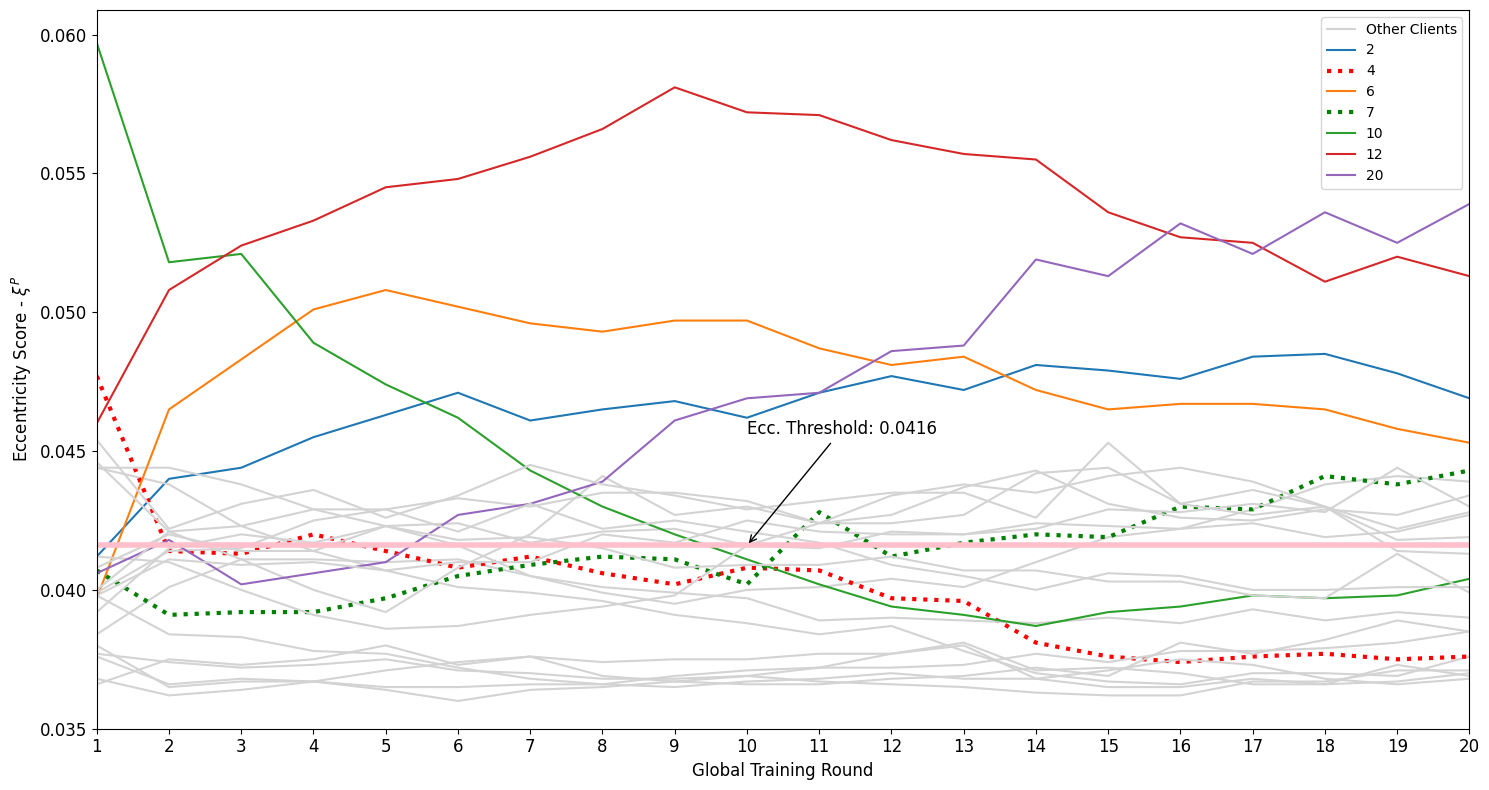 Other Clients
2
4
6
7
10
12
20
0.060
0.055
0.050
0.045
0.040
0.035
Eccentricity Score - ξᴾ
Ecc. Threshold: 0.0416
1 2 3 4 5 6 7 8 9 10 11 12 13 14 15 16 17 18 19 20
Global Training Round